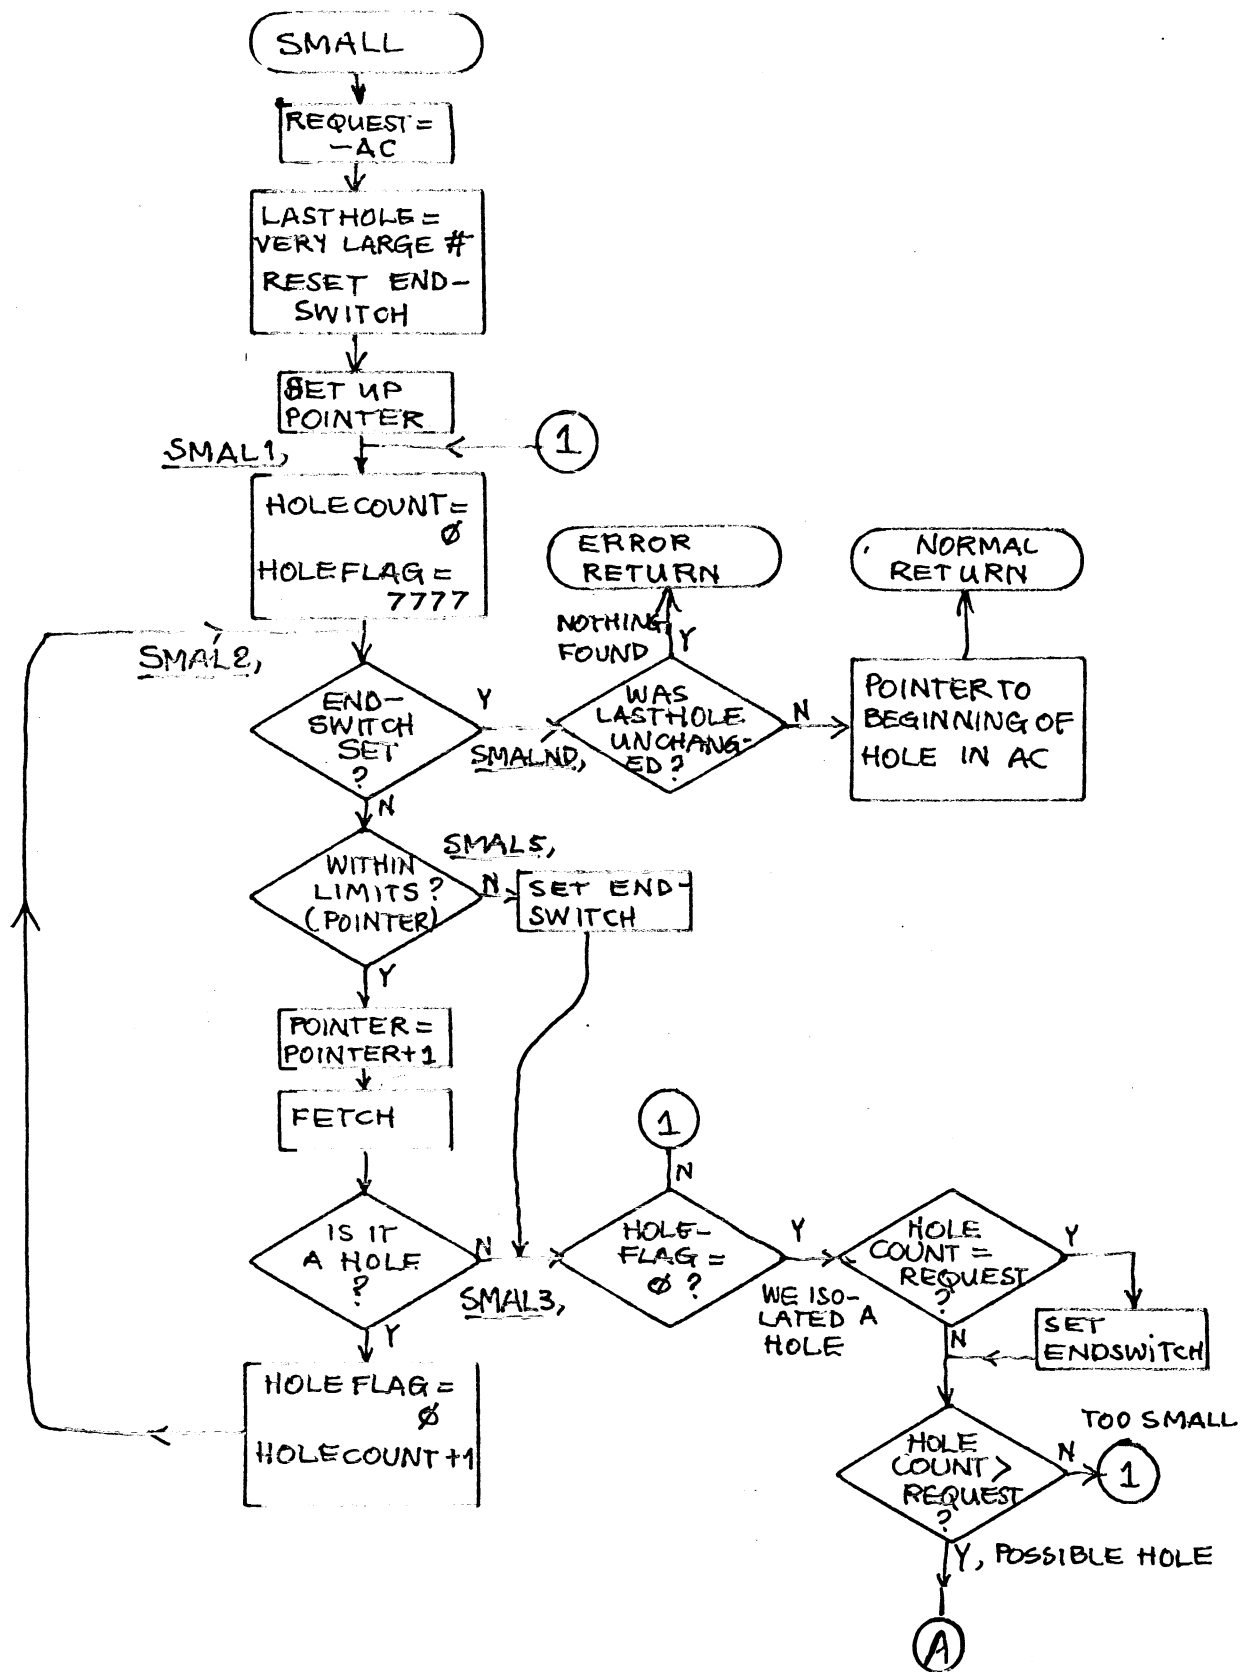 SMALL
REQUEST =
-AC
LASTHOLE =
VERY LARGE #
RESET END-
SWITCH
SET UP
POINTER
1
SMAL1,
HOLECOUNT =
Ø
HOLEFLAG =
7777
ERROR
RETURN
NORMAL
RETURN
NOTHING
FOUND
Y
SMAL2,
END-
SWITCH
SET
?
Y
SMALND,
WAS
LASTHOLE
UNCHANG-
ED?
N
POINTER TO
BEGINNING OF
HOLE IN AC
N
WITHIN
LIMITS?
(POINTER)
SMAL5,
N
SET END-
SWITCH
Y
POINTER =
POINTER+1
FETCH
1
N
IS IT
A HOLE
?
N
SMAL3,
HOLE-
FLAG =
Ø ?
Y
WE ISO-
LATED A
HOLE
HOLE
COUNT =
REQUEST
?
Y
SET
ENDSWITCH
N
Y
HOLEFLAG =
Ø
HOLECOUNT+1
HOLE
COUNT >
REQUEST
?
N
TOO SMALL
1
Y, POSSIBLE HOLE
A